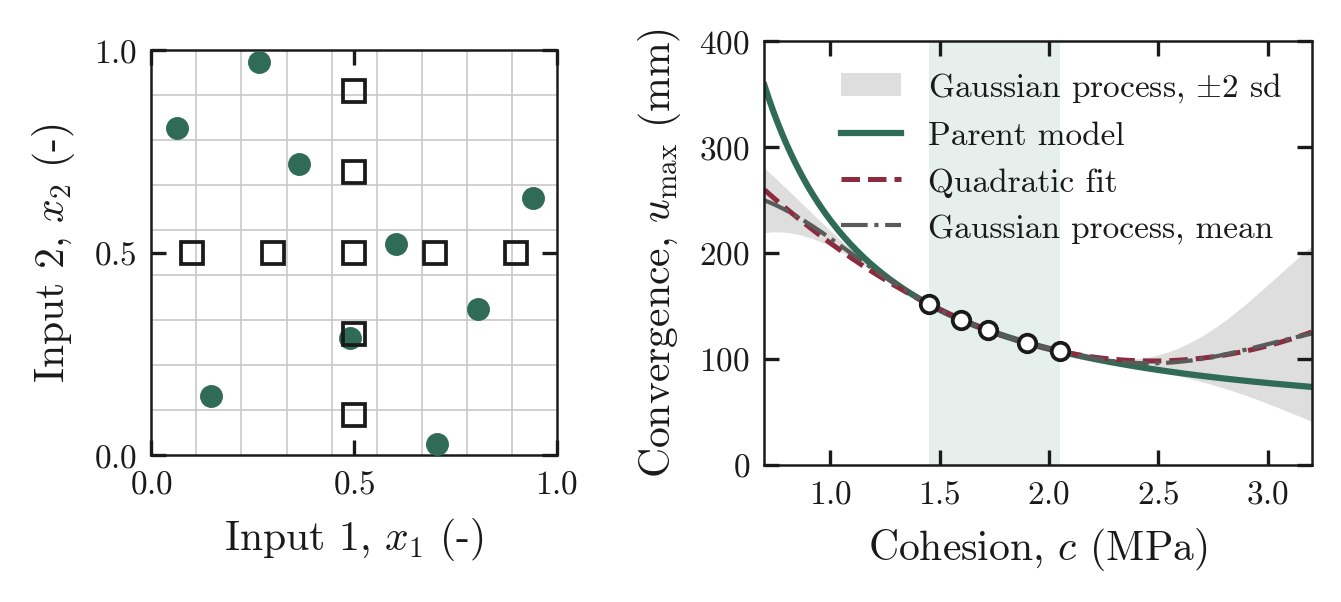 1.0
0.5
0.0
0.0 0.5 1.0
Input 1, x₁ (-)
Input 2, x₂ (-)
400
300
200
100
0
1.0 1.5 2.0 2.5 3.0
Cohesion, c (MPa)
Convergence, u_max (mm)
Gaussian process, ±2 sd
Parent model
Quadratic fit
Gaussian process, mean